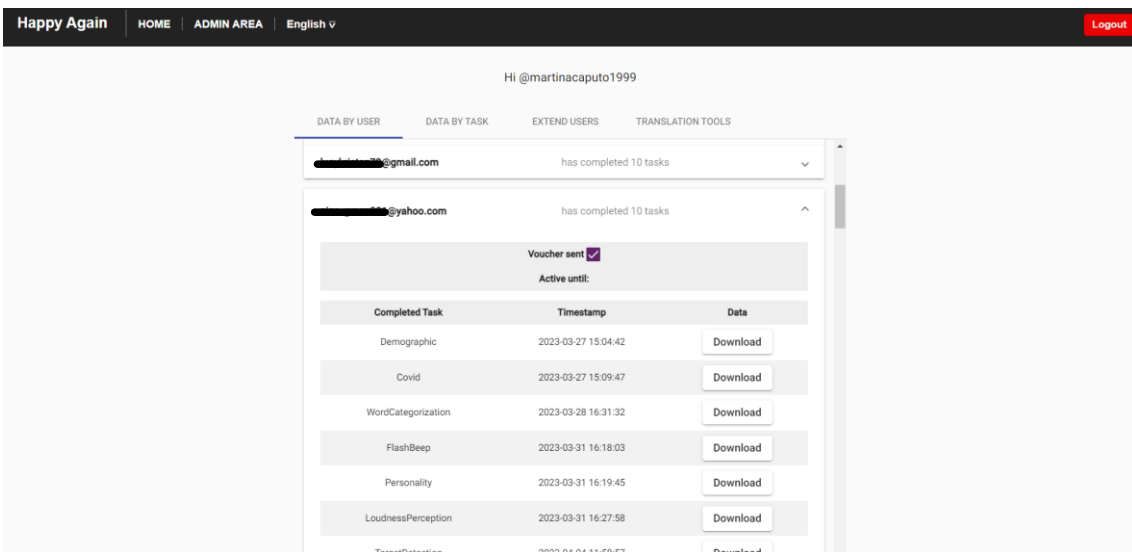 Happy Again HOME ADMIN AREA English Logout
Hi @martinacaputo1999
DATA BY USER DATA BY TASK EXTEND USERS TRANSLATION TOOLS
@gmail.com has completed 10 tasks
@yahoo.com has completed 10 tasks
Voucher sent
Active until:
Completed Task Timestamp Data
Demographic 2023-03-27 15:04:42 Download
Covid 2023-03-27 15:09:47 Download
WordCategorization 2023-03-28 16:31:32 Download
FlashBeep 2023-03-31 16:18:03 Download
Personality 2023-03-31 16:19:45 Download
LoudnessPerception 2023-03-31 16:27:58 Download